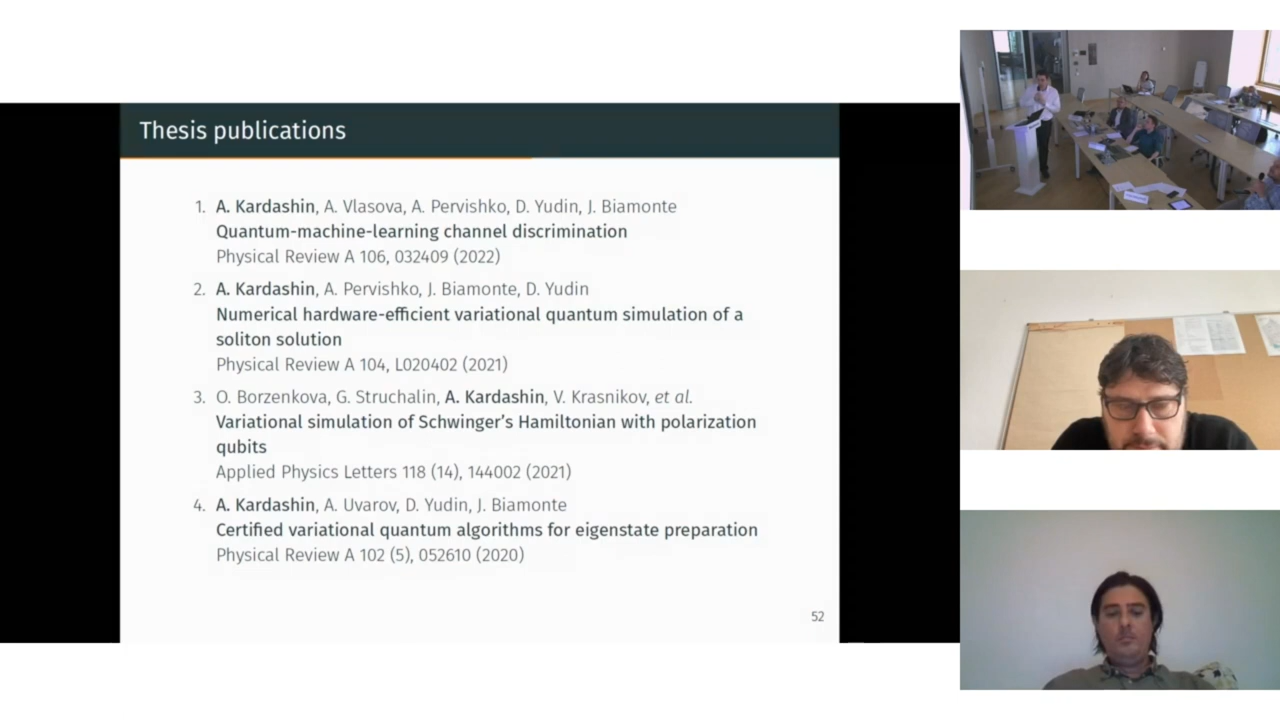 Thesis publications
1. A. Kardashin, A. Vlasova, A. Pervishko, D. Yudin, J. Biamonte
Quantum-machine-learning channel discrimination
Physical Review A 106, 032409 (2022)
2. A. Kardashin, A. Pervishko, J. Biamonte, D. Yudin
Numerical hardware-efficient variational quantum simulation of a
soliton solution
Physical Review A 104, L020402 (2021)
3. O. Borzenkova, G. Struchalin, A. Kardashin, V. Krasnikov, et al.
Variational simulation of Schwinger's Hamiltonian with polarization
qubits
Applied Physics Letters 118 (14), 144002 (2021)
4. A. Kardashin, A. Uvarov, D. Yudin, J. Biamonte
Certified variational quantum algorithms for eigenstate preparation
Physical Review A 102 (5), 052610 (2020)
52